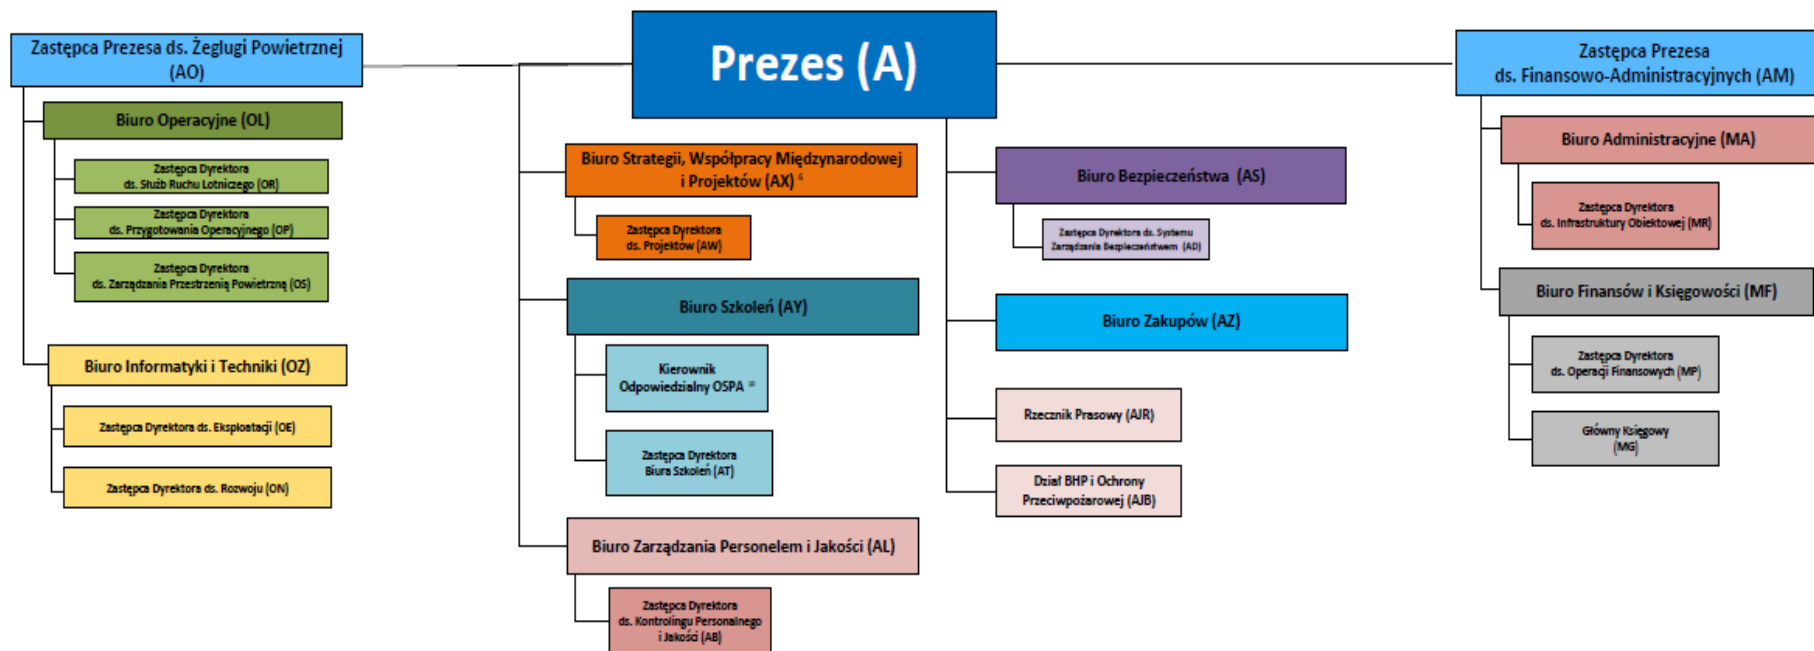 Zastępca Prezesa ds. Żeglugi Powietrznej
(AO)
Biuro Operacyjne (OL)
Zastępca Dyrektora
ds. Służb Ruchu Lotniczego (OR)
Zastępca Dyrektora
ds. Przygotowania Operacyjnego (OP)
Zastępca Dyrektora
ds. Zarządzania Przestrzenią Powietrzną (OS)
Biuro Informatyki i Techniki (OZ)
Zastępca Dyrektora ds. Eksploatacji (OE)
Zastępca Dyrektora ds. Rozwoju (ON)
Prezes (A)
Biuro Strategii, Współpracy Międzynarodowej
i Projektów (AX) 6
Zastępca Dyrektora
ds. Projektów (AW)
Biuro Szkoleń (AY)
Kierownik
Odpowiedzialny OSPA
Zastępca Dyrektora
Biura Szkoleń (AT)
Biuro Zarządzania Personelem i Jakości (AL)
Zastępca Dyrektora
ds. Kontrolingu Personalnego
i Jakości (AB)
Biuro Bezpieczeństwa (AS)
Zastępca Dyrektora ds. Systemu
Zarządzania Bezpieczeństwem (AD)
Biuro Zakupów (AZ)
Rzecznik Prasowy (AJR)
Dział BHP i Ochrony
Przeciwpożarowej (AJB)
Zastępca Prezesa
ds. Finansowo-Administracyjnych (AM)
Biuro Administracyjne (MA)
Zastępca Dyrektora
ds. Infrastruktury Obiektowej (MR)
Biuro Finansów i Księgowości (MF)
Zastępca Dyrektora
ds. Operacji Finansowych (MP)
Główny Księgowy
(MG)